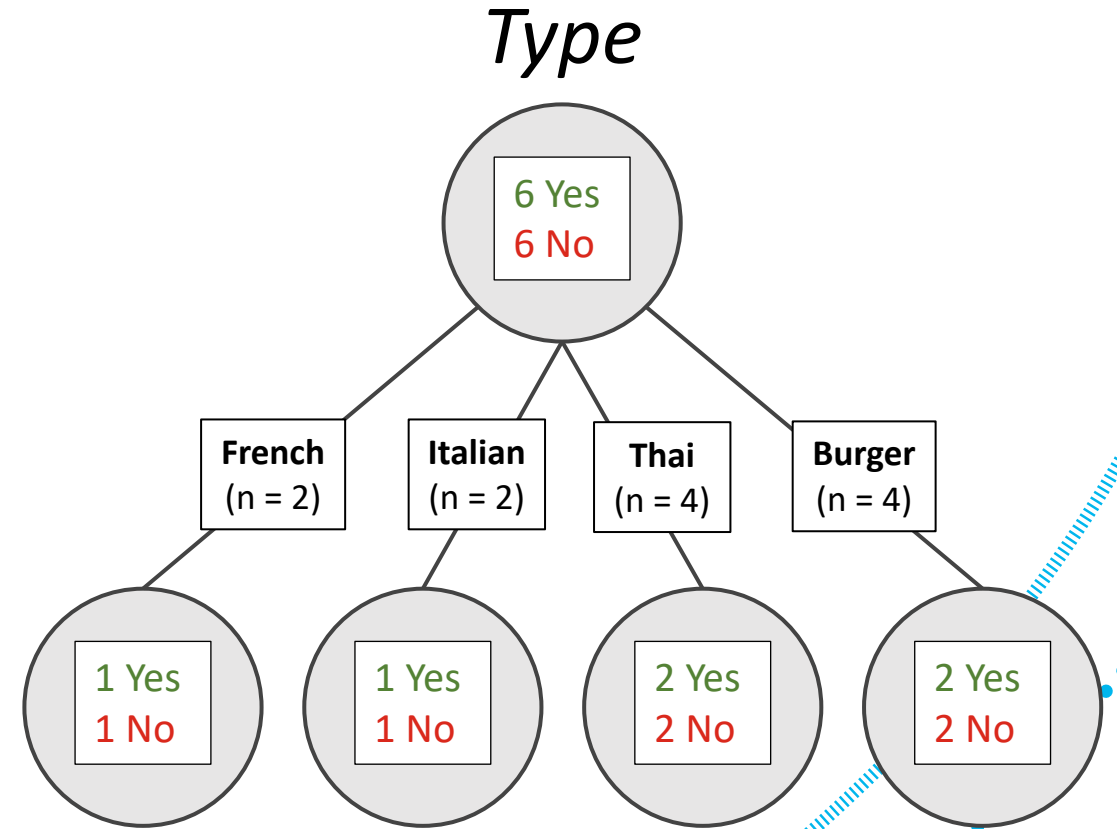 Type
6 Yes
6 No
French
(n = 2)
Italian
(n = 2)
Thai
(n = 4)
Burger
(n = 4)
1 Yes
1 No
1 Yes
1 No
2 Yes
2 No
2 Yes
2 No